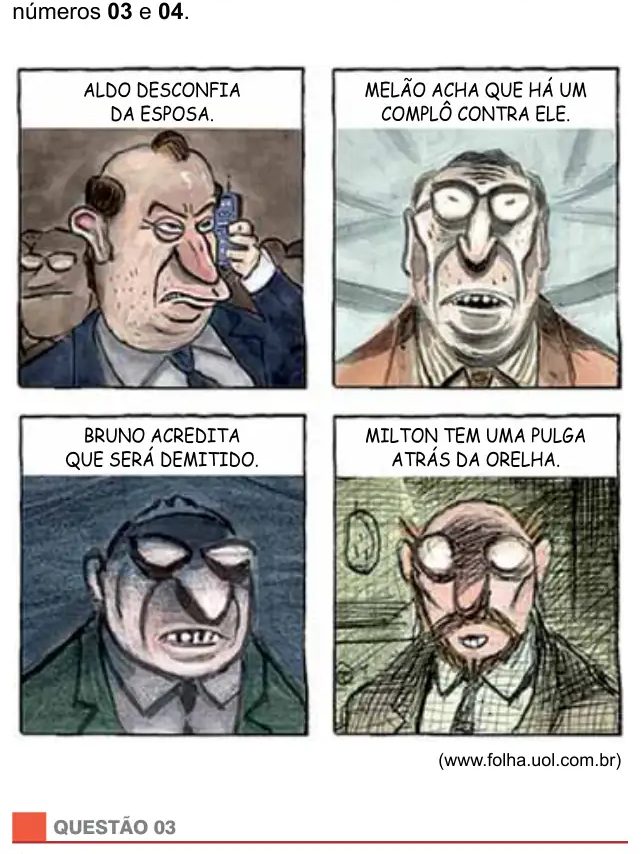 números 03 e 04.
ALDO DESCONFIA
DA ESPOSA.
MELÃO ACHA QUE HÁ UM
COMPLÔ CONTRA ELE.
BRUNO ACREDITA
QUE SERÁ DEMITIDO.
MILTON TEM UMA PULGA
ATRÁS DA ORELHA.
(www.folha.uol.com.br)
QUESTÃO 03